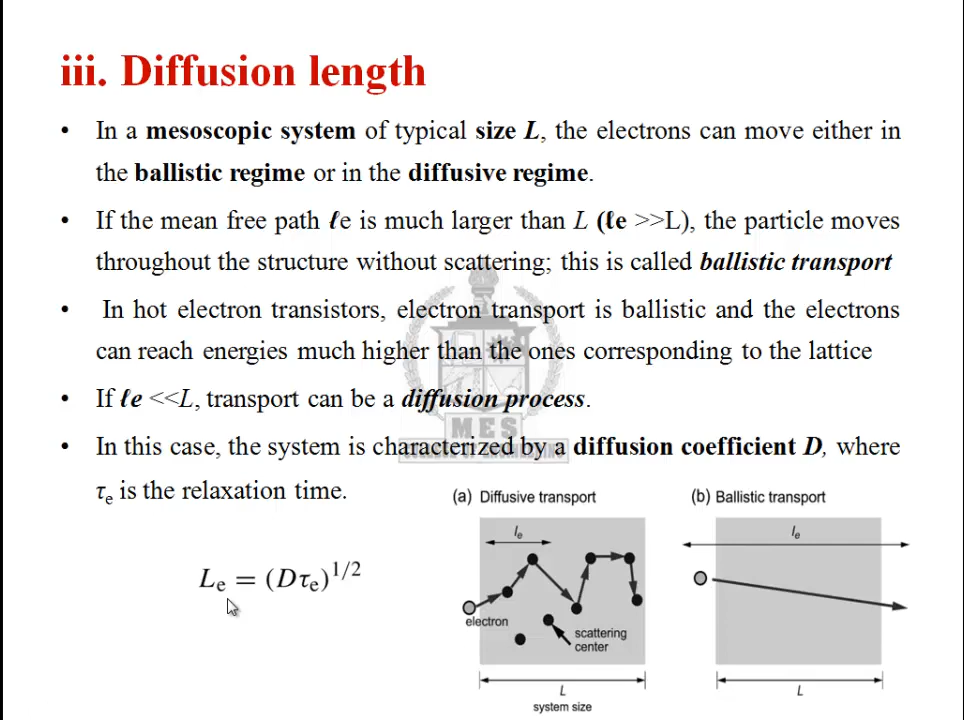 iii. Diffusion length
• In a mesoscopic system of typical size L, the electrons can move either in
the ballistic regime or in the diffusive regime.
• If the mean free path ℓe is much larger than L (ℓe >>L), the particle moves
throughout the structure without scattering; this is called ballistic transport
• In hot electron transistors, electron transport is ballistic and the electrons
can reach energies much higher than the ones corresponding to the lattice
• If ℓe <<L, transport can be a diffusion process.
• In this case, the system is characterized by a diffusion coefficient D, where
τe is the relaxation time.
Le = (Dτe)^1/2
(a) Diffusive transport
le
electron
scattering
center
L
system size
(b) Ballistic transport
le
L
MES